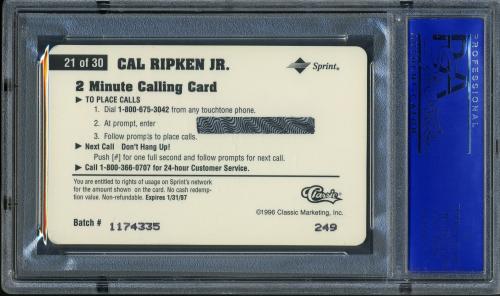 21 of 30 CAL RIPKEN JR. Sprint.
2 Minute Calling Card
▶ TO PLACE CALLS
1. Dial 1-800-675-3042 from any touchtone phone.
2. At prompt, enter
3. Follow prompts to place calls.
▶ Next Call Don't Hang Up!
Push [#] for one full second and follow prompts for next call.
▶ Call 1-800-366-0707 for 24-hour Customer Service.
You are entitled to rights of usage on Sprint's network
for the amount shown on the card. No cash redemp-
tion value. Non-refundable. Expires 1/31/97
Classic
©1996 Classic Marketing, Inc.
Batch # 1174335 249
PSA
PROFESSIONAL